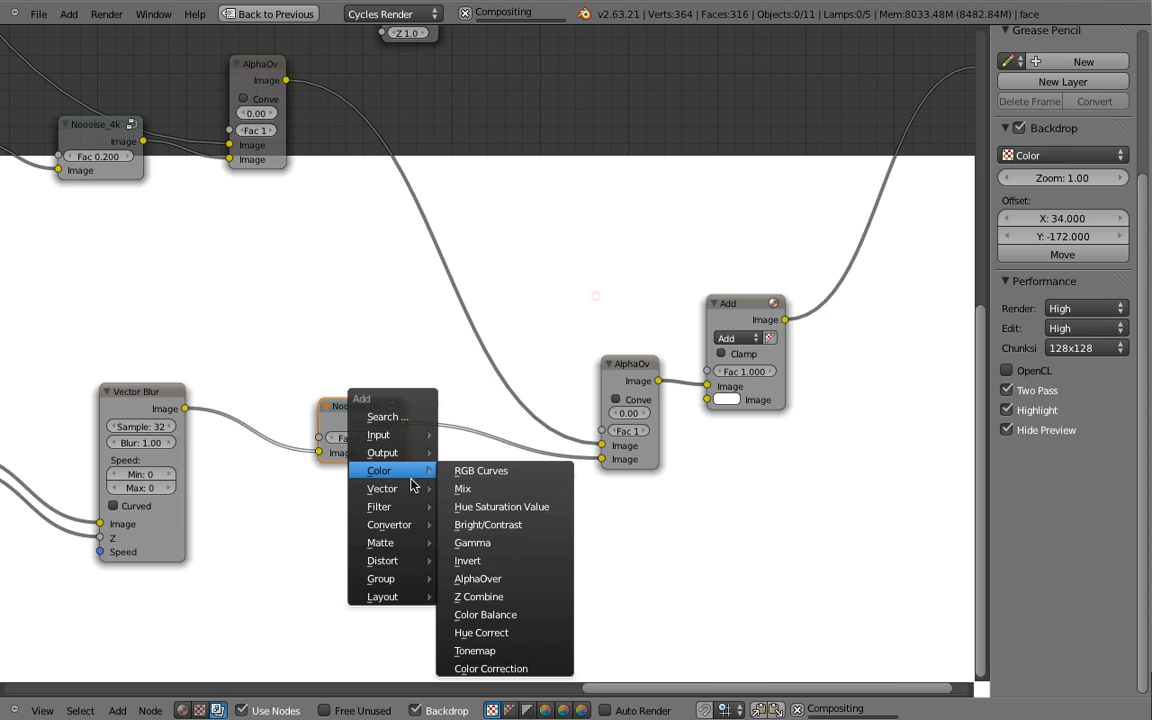 File Add Render Window Help Back to Previous Cycles Render Compositing v2.63.21 | Verts:364 | Faces:316 | Objects:0/11 | Lamps:0/5 | Mem:8033.48M (8482.84M) | face
Z 1.0
AlphaOv
Image
Conve
0.00
Fac 1
Image
Image
Noooise_4k
Image
Fac 0.200
Image
Vector Blur
Image
Sample: 32
Blur: 1.00
Speed:
Min: 0
Max: 0
Curved
Image
Z
Speed
Add
Search ...
Input
Output
Color
Vector
Filter
Convertor
Matte
Distort
Group
Layout
RGB Curves
Mix
Hue Saturation Value
Bright/Contrast
Gamma
Invert
AlphaOver
Z Combine
Color Balance
Hue Correct
Tonemap
Color Correction
AlphaOv
Image
Conve
0.00
Fac 1
Image
Image
Add
Image
Add
Clamp
Fac 1.000
Image
Image
Grease Pencil
New
New Layer
Delete Frame Convert
Backdrop
Color
Zoom: 1.00
Offset:
X: 34.000
Y: -172.000
Move
Performance
Render: High
Edit: High
Chunksi 128x128
OpenCL
Two Pass
Highlight
Hide Preview
View Select Add Node Use Nodes Free Unused Backdrop Auto Render Compositing